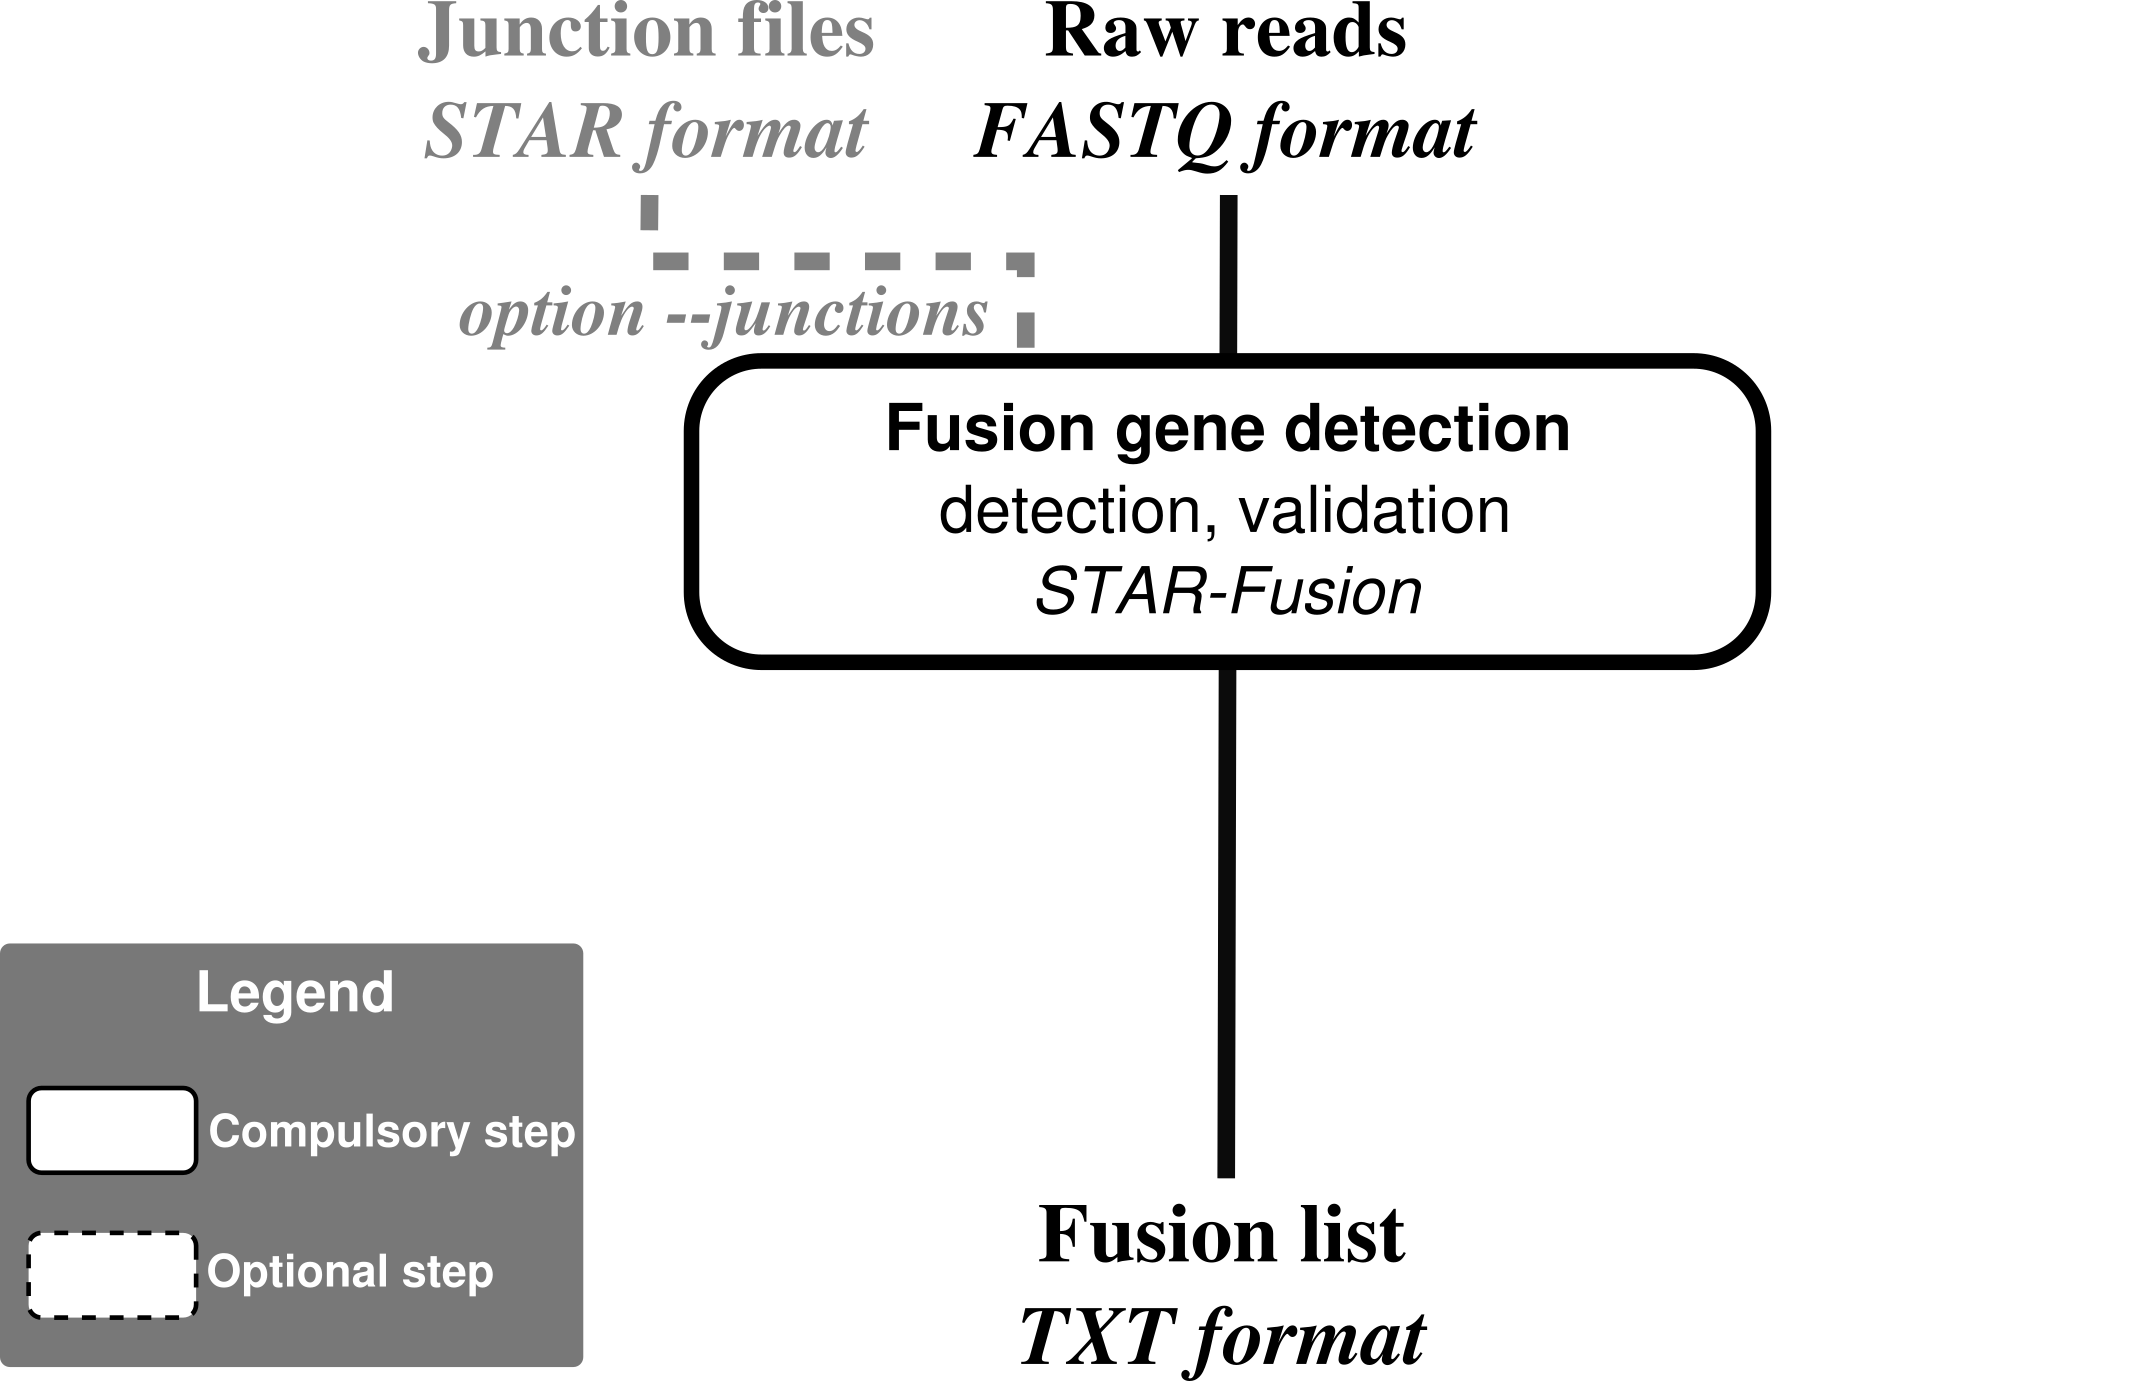 Junction files
STAR format
Raw reads
FASTQ format
option --junctions
Fusion gene detection
detection, validation
STAR-Fusion
Legend
Compulsory step
Optional step
Fusion list
TXT format